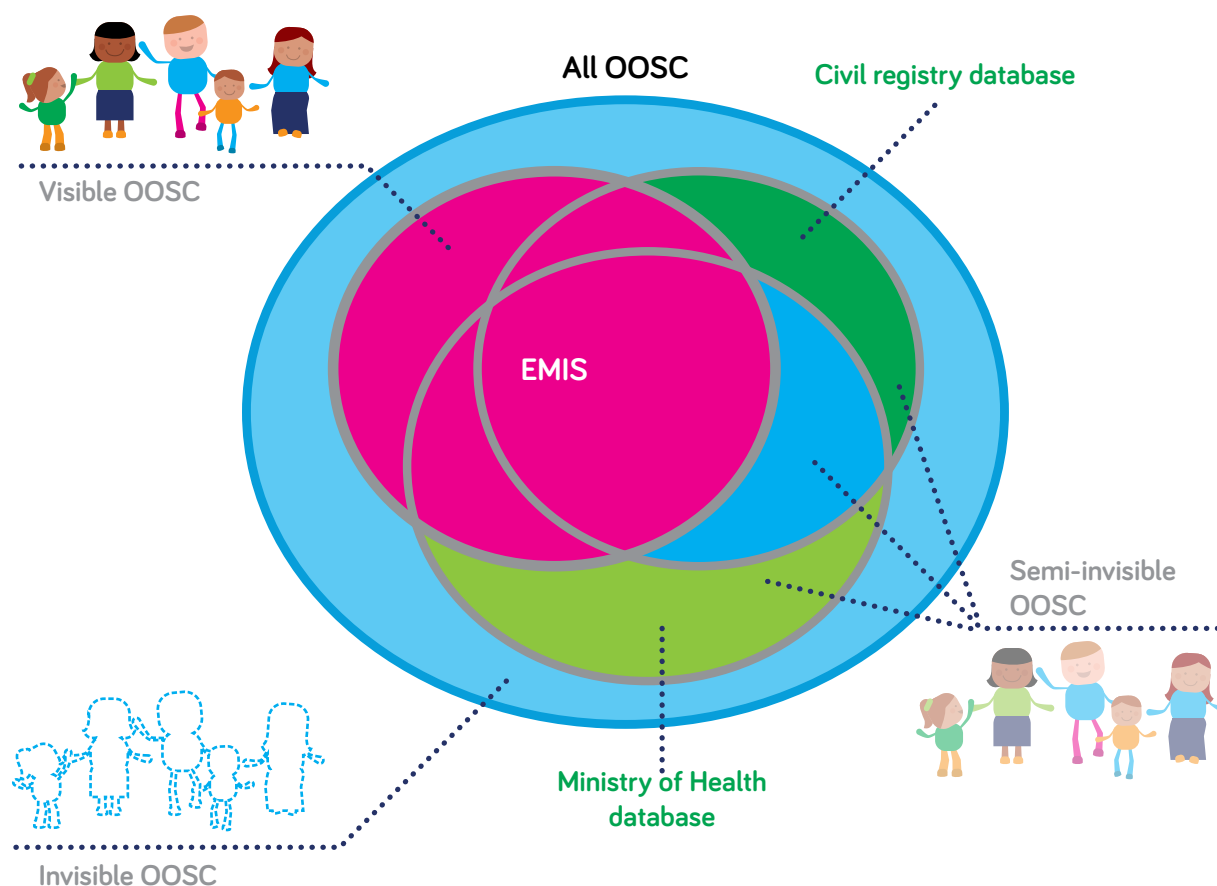 All OOSC
Civil registry database
Visible OOSC
EMIS
Semi-invisible
OOSC
Ministry of Health
database
Invisible OOSC